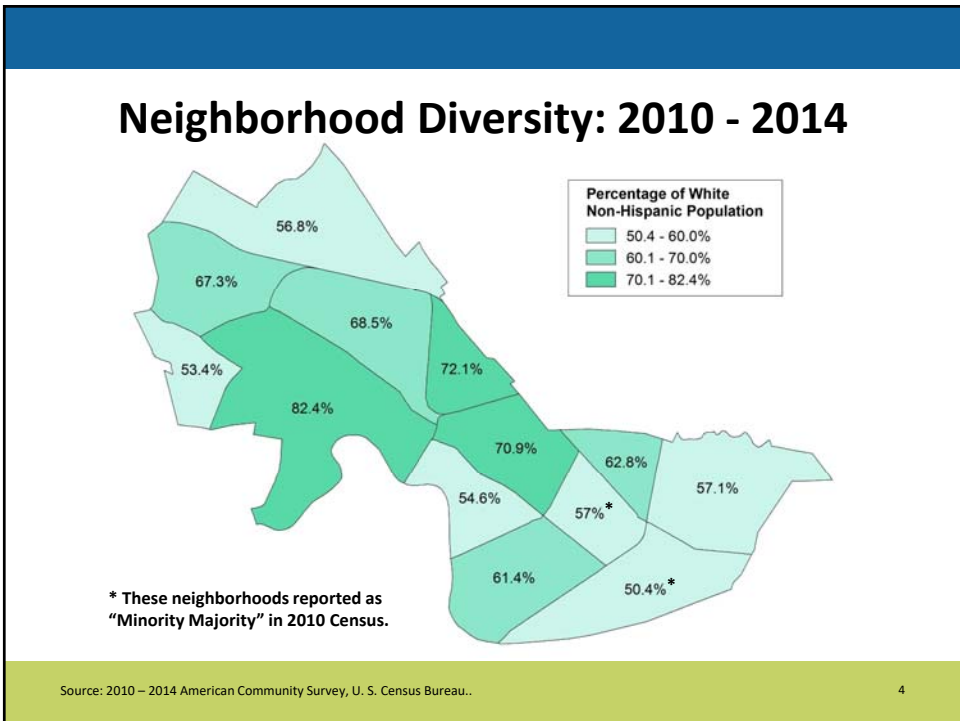 Neighborhood Diversity: 2010 - 2014
Percentage of White
Non-Hispanic Population
50.4 - 60.0%
60.1 - 70.0%
70.1 - 82.4%
56.8%
67.3%
68.5%
53.4%
72.1%
82.4%
70.9%
62.8%
57.1%
54.6%
57%*
61.4%
50.4%*
* These neighborhoods reported as
“Minority Majority” in 2010 Census.
Source: 2010 – 2014 American Community Survey, U. S. Census Bureau..
4